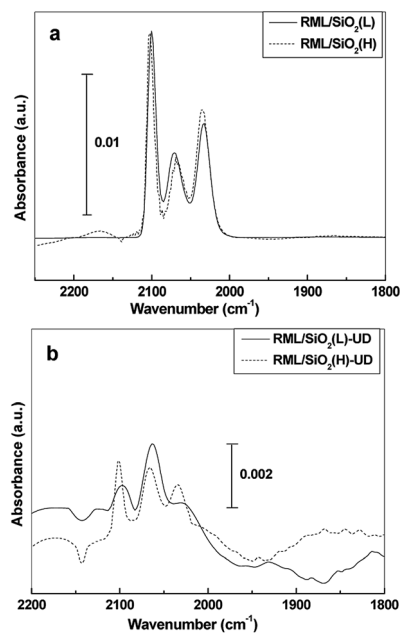 a
RML/SiO2(L)
RML/SiO2(H)
0.01
Absorbance (a.u.)
2200 2100 2000 1900 1800
Wavenumber (cm-1)
b
RML/SiO2(L)-UD
RML/SiO2(H)-UD
0.002
Absorbance (a.u.)
2200 2100 2000 1900 1800
Wavenumber (cm-1)